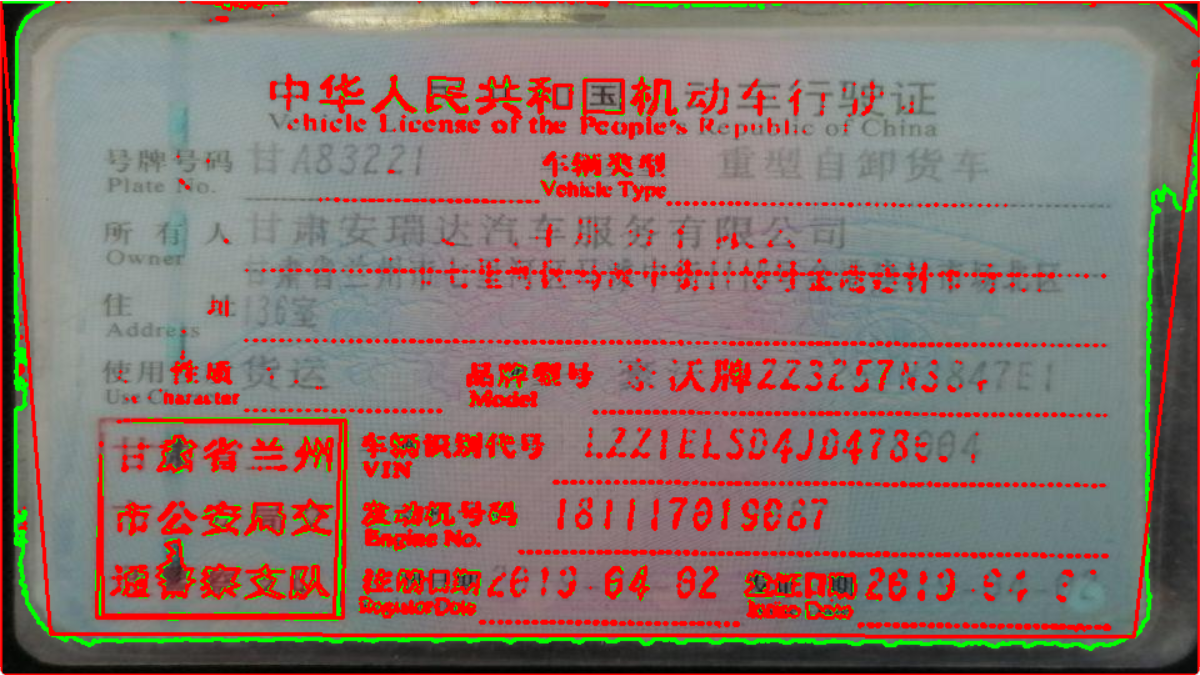 中华人民共和国机动车行驶证
Vehicle License of the People's Republic of China
号牌号码 甘A83221 车辆类型 重型自卸货车
Plate No. Vehicle Type
所有人 甘肃安瑞达汽车服务有限公司
Owner
甘肃省兰州市七里河区马滩中街1116号金港建材市场北区
住址 136室
Address
使用性质 货运 品牌型号 豪沃牌ZZ3257N3847E1
Use Character Model
甘肃省兰州
市公安局交
通警察支队
车辆识别代号 LZZ1ELSD4JD478904
VIN
发动机号码 181117019087
Engine No.
注册日期 2019-04-02 发证日期 2019-04-02
Register Date Issue Date